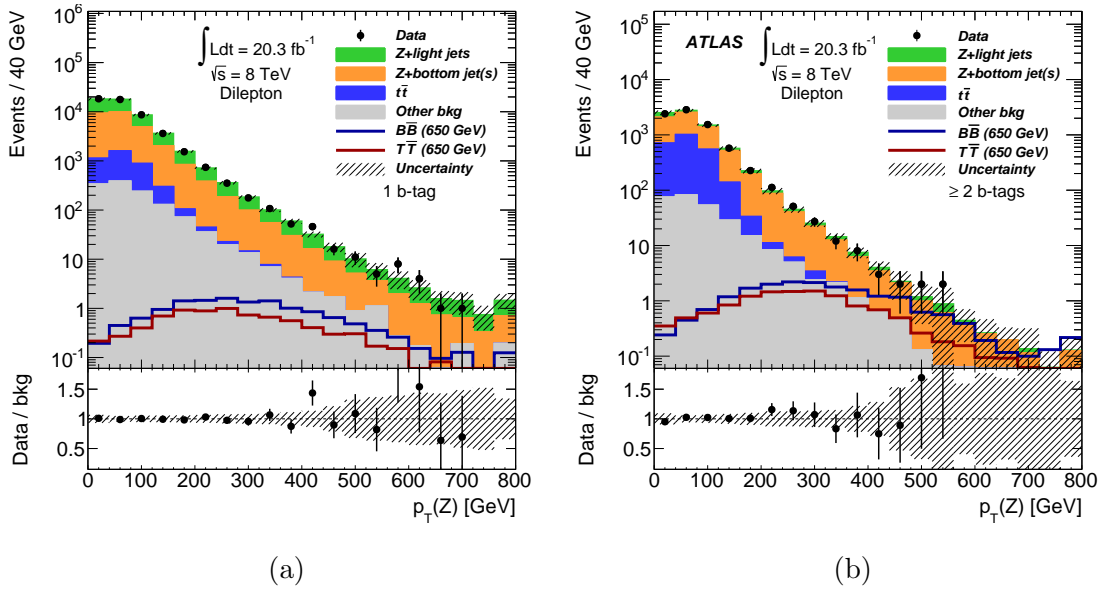 Events / 40 GeV
10⁶
10⁵
10⁴
10³
10²
10
1
10⁻¹
∫Ldt = 20.3 fb⁻¹
√s = 8 TeV
Dilepton
Data
Z+light jets
Z+bottom jet(s)
tt̅
Other bkg
BB̅ (650 GeV)
TT̅ (650 GeV)
Uncertainty
1 b-tag
Data / bkg
1.5
1
0.5
0 100 200 300 400 500 600 700 800
p_T(Z) [GeV]
(a)
Events / 40 GeV
10⁵
10⁴
10³
10²
10
1
10⁻¹
ATLAS
∫Ldt = 20.3 fb⁻¹
√s = 8 TeV
Dilepton
Data
Z+light jets
Z+bottom jet(s)
tt̅
Other bkg
BB̅ (650 GeV)
TT̅ (650 GeV)
Uncertainty
≥ 2 b-tags
Data / bkg
1.5
1
0.5
0 100 200 300 400 500 600 700 800
p_T(Z) [GeV]
(b)